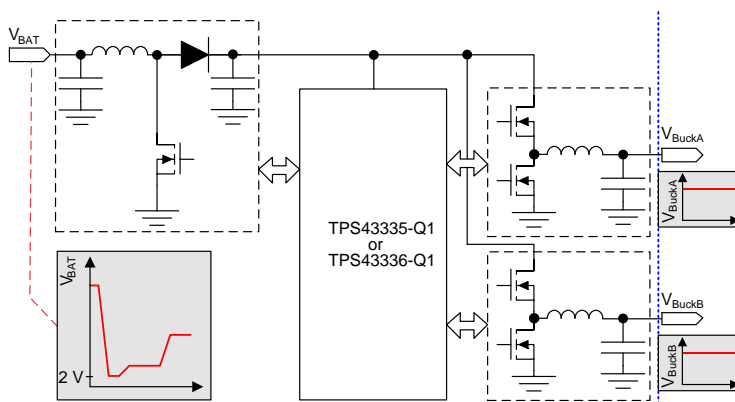 VBAT
TPS43335-Q1
or
TPS43336-Q1
VBuckA
VBuckA
VBAT
2 V
VBuckB
VBuckB